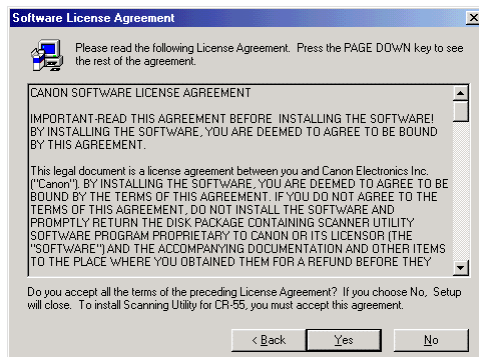 Software License Agreement
Please read the following License Agreement. Press the PAGE DOWN key to see
the rest of the agreement.
CANON SOFTWARE LICENSE AGREEMENT
IMPORTANT-READ THIS AGREEMENT BEFORE INSTALLING THE SOFTWARE!
BY INSTALLING THE SOFTWARE, YOU ARE DEEMED TO AGREE TO BE BOUND
BY THIS AGREEMENT.
This legal document is a license agreement between you and Canon Electronics Inc.
("Canon"). BY INSTALLING THE SOFTWARE, YOU ARE DEEMED TO AGREE TO BE
BOUND BY THE TERMS OF THIS AGREEMENT. IF YOU DO NOT AGREE TO THE
TERMS OF THIS AGREEMENT, DO NOT INSTALL THE SOFTWARE AND
PROMPTLY RETURN THE DISK PACKAGE CONTAINING SCANNER UTILITY
SOFTWARE PROGRAM PROPRIETARY TO CANON OR ITS LICENSOR (THE
"SOFTWARE") AND THE ACCOMPANYING DOCUMENTATION AND OTHER ITEMS
TO THE PLACE WHERE YOU OBTAINED THEM FOR A REFUND BEFORE THEY
Do you accept all the terms of the preceding License Agreement? If you choose No, Setup
will close. To install Scanning Utility for CR-55, you must accept this agreement.
< Back
Yes
No